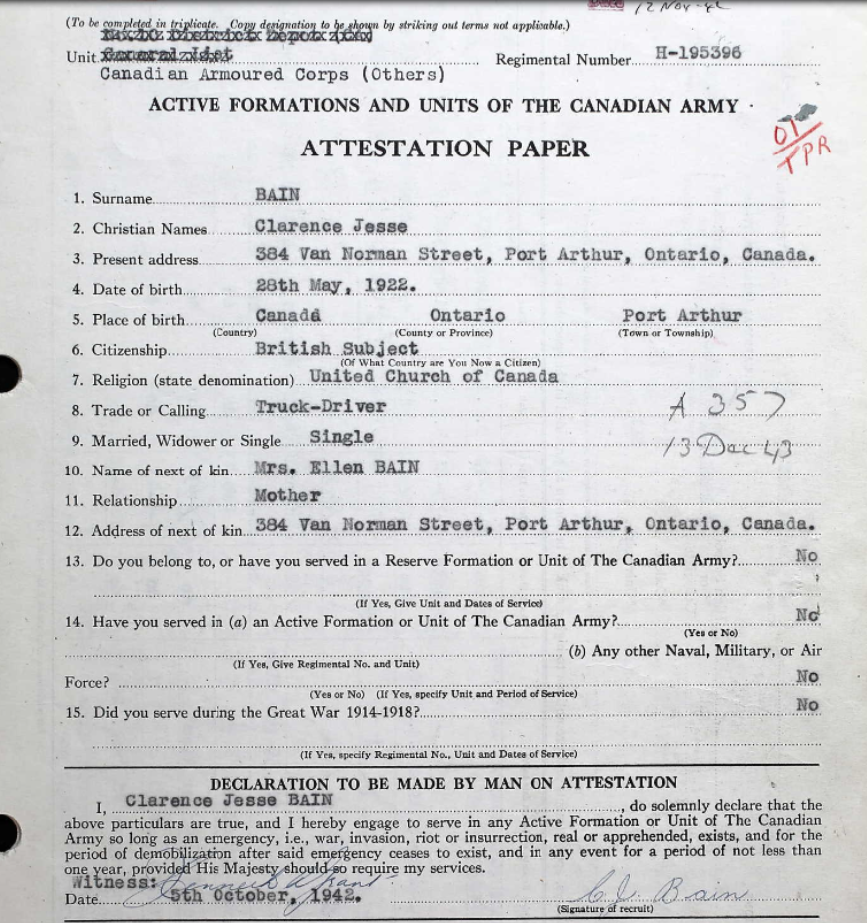 12 Nov-42
(To be completed in triplicate. Copy designation to be shown by striking out terms not applicable.)
Unit General List Regimental Number H-195396
Canadian Armoured Corps (Others)
ACTIVE FORMATIONS AND UNITS OF THE CANADIAN ARMY
01/TPR
ATTESTATION PAPER
1. Surname BAIN
2. Christian Names Clarence Jesse
3. Present address 384 Van Norman Street, Port Arthur, Ontario, Canada.
4. Date of birth 28th May, 1922.
5. Place of birth Canada Ontario Port Arthur
(Country) (County or Province) (Town or Township)
6. Citizenship British Subject
(Of What Country are You Now a Citizen)
7. Religion (state denomination) United Church of Canada
8. Trade or Calling Truck-Driver A 357
9. Married, Widower or Single Single 13 Dec 43
10. Name of next of kin Mrs. Ellen BAIN
11. Relationship Mother
12. Address of next of kin 384 Van Norman Street, Port Arthur, Ontario, Canada.
13. Do you belong to, or have you served in a Reserve Formation or Unit of The Canadian Army? No
(If Yes, Give Unit and Dates of Service)
14. Have you served in (a) an Active Formation or Unit of The Canadian Army? No
(Yes or No)
(b) Any other Naval, Military, or Air
(If Yes, Give Regimental No. and Unit)
Force? No
(Yes or No) (If Yes, specify Unit and Period of Service)
15. Did you serve during the Great War 1914-1918? No
(If Yes, specify Regimental No., Unit and Dates of Service)
DECLARATION TO BE MADE BY MAN ON ATTESTATION
I, Clarence Jesse BAIN, do solemnly declare that the
above particulars are true, and I hereby engage to serve in any Active Formation or Unit of The Canadian
Army so long as an emergency, i.e., war, invasion, riot or insurrection, real or apprehended, exists, and for the
period of demobilization after said emergency ceases to exist, and in any event for a period of not less than
one year, provided His Majesty should so require my services.
Witness:
Date 5th October, 1942. C. J. Bain
(Signature of recruit)